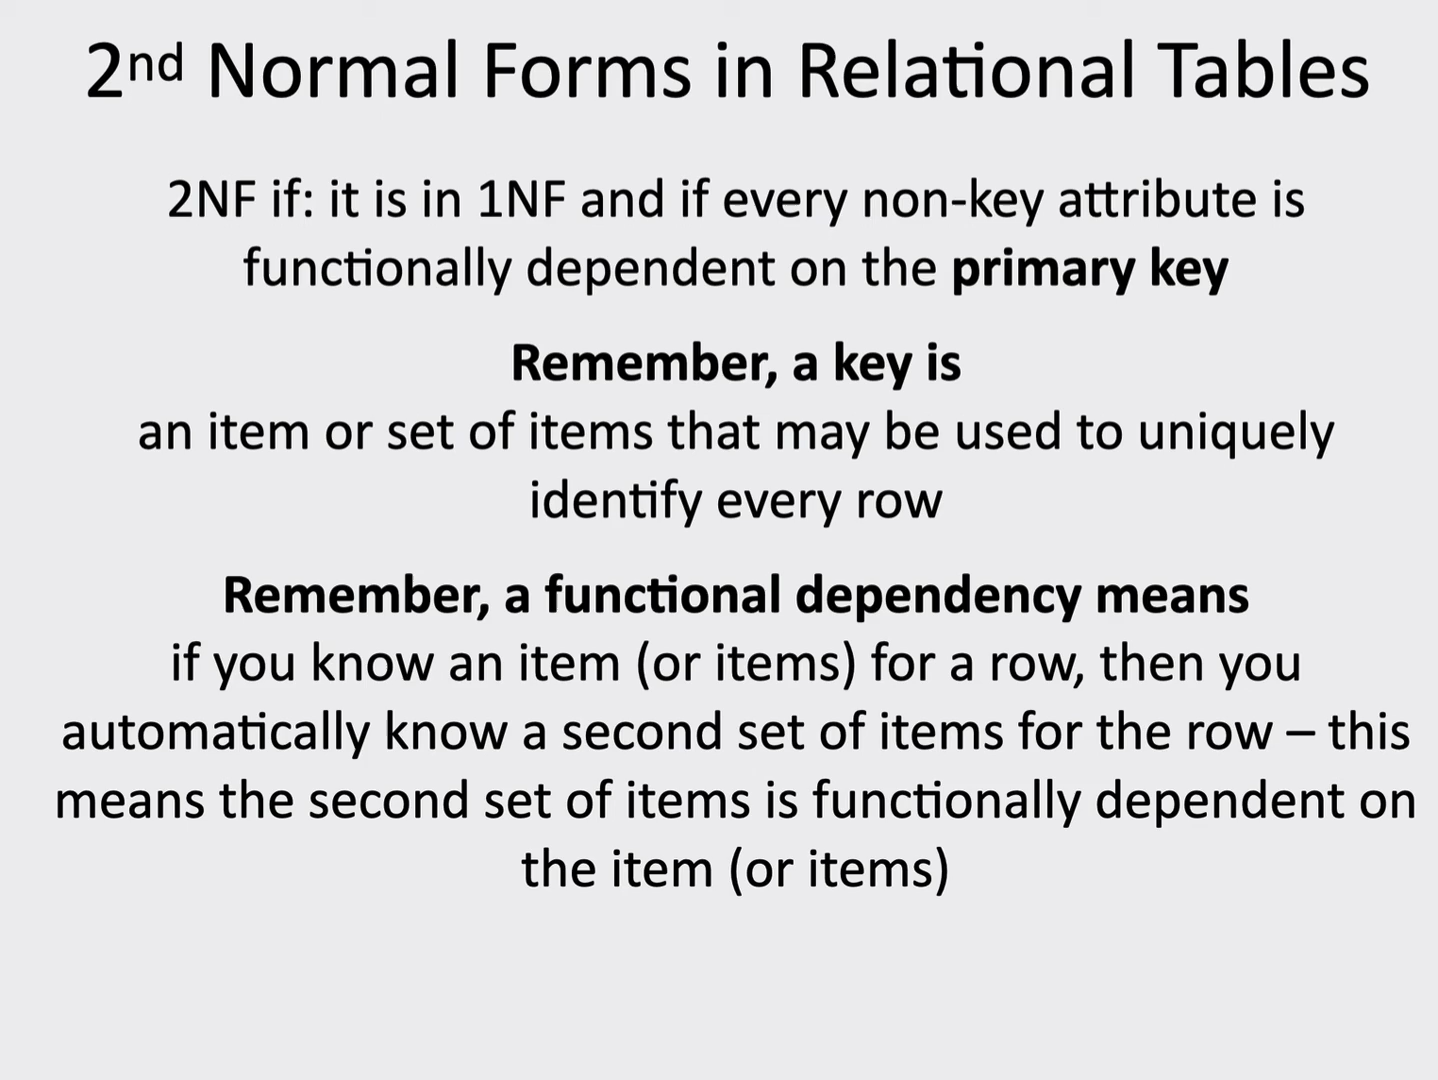 2nd Normal Forms in Relational Tables
2NF if: it is in 1NF and if every non-key attribute is
functionally dependent on the primary key
Remember, a key is
an item or set of items that may be used to uniquely
identify every row
Remember, a functional dependency means
if you know an item (or items) for a row, then you
automatically know a second set of items for the row – this
means the second set of items is functionally dependent on
the item (or items)